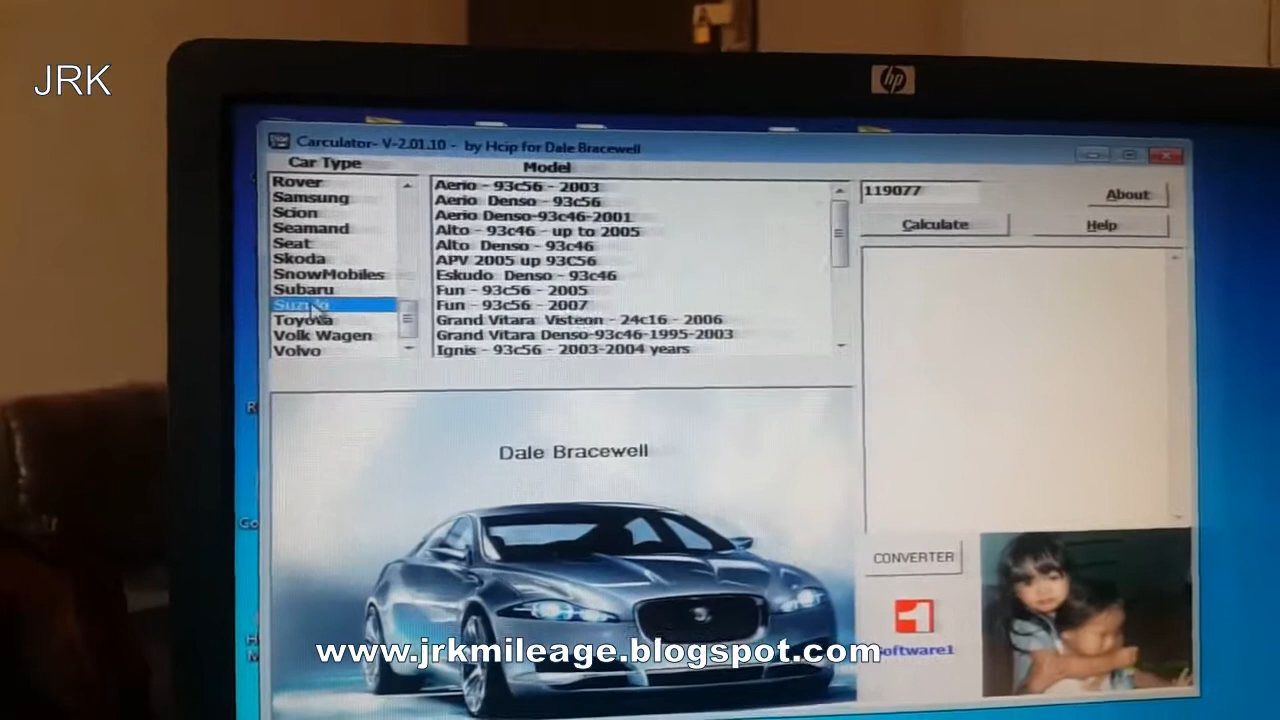 JRK
hp
Carculator- V-2.01.10 - by Hcip for Dale Bracewell
Car Type
Model
Rover
Samsung
Scion
Seamand
Seat
Skoda
SnowMobiles
Subaru
Suzuki
Toyota
Volk Wagen
Volvo
Aerio - 93c56 - 2003
Aerio Denso - 93c56
Aerio Denso-93c46-2001
Alto - 93c46 - up to 2005
Alto Denso - 93c46
APV 2005 up 93C56
Eskudo Denso - 93c46
Fun - 93c56 - 2005
Fun - 93c56 - 2007
Grand Vitara Visteon - 24c16 - 2006
Grand Vitara Denso-93c46-1995-2003
Ignis - 93c56 - 2003-2004 years
119077
About
Calculate
Help
Dale Bracewell
CONVERTER
Software1
www.jrkmileage.blogspot.com